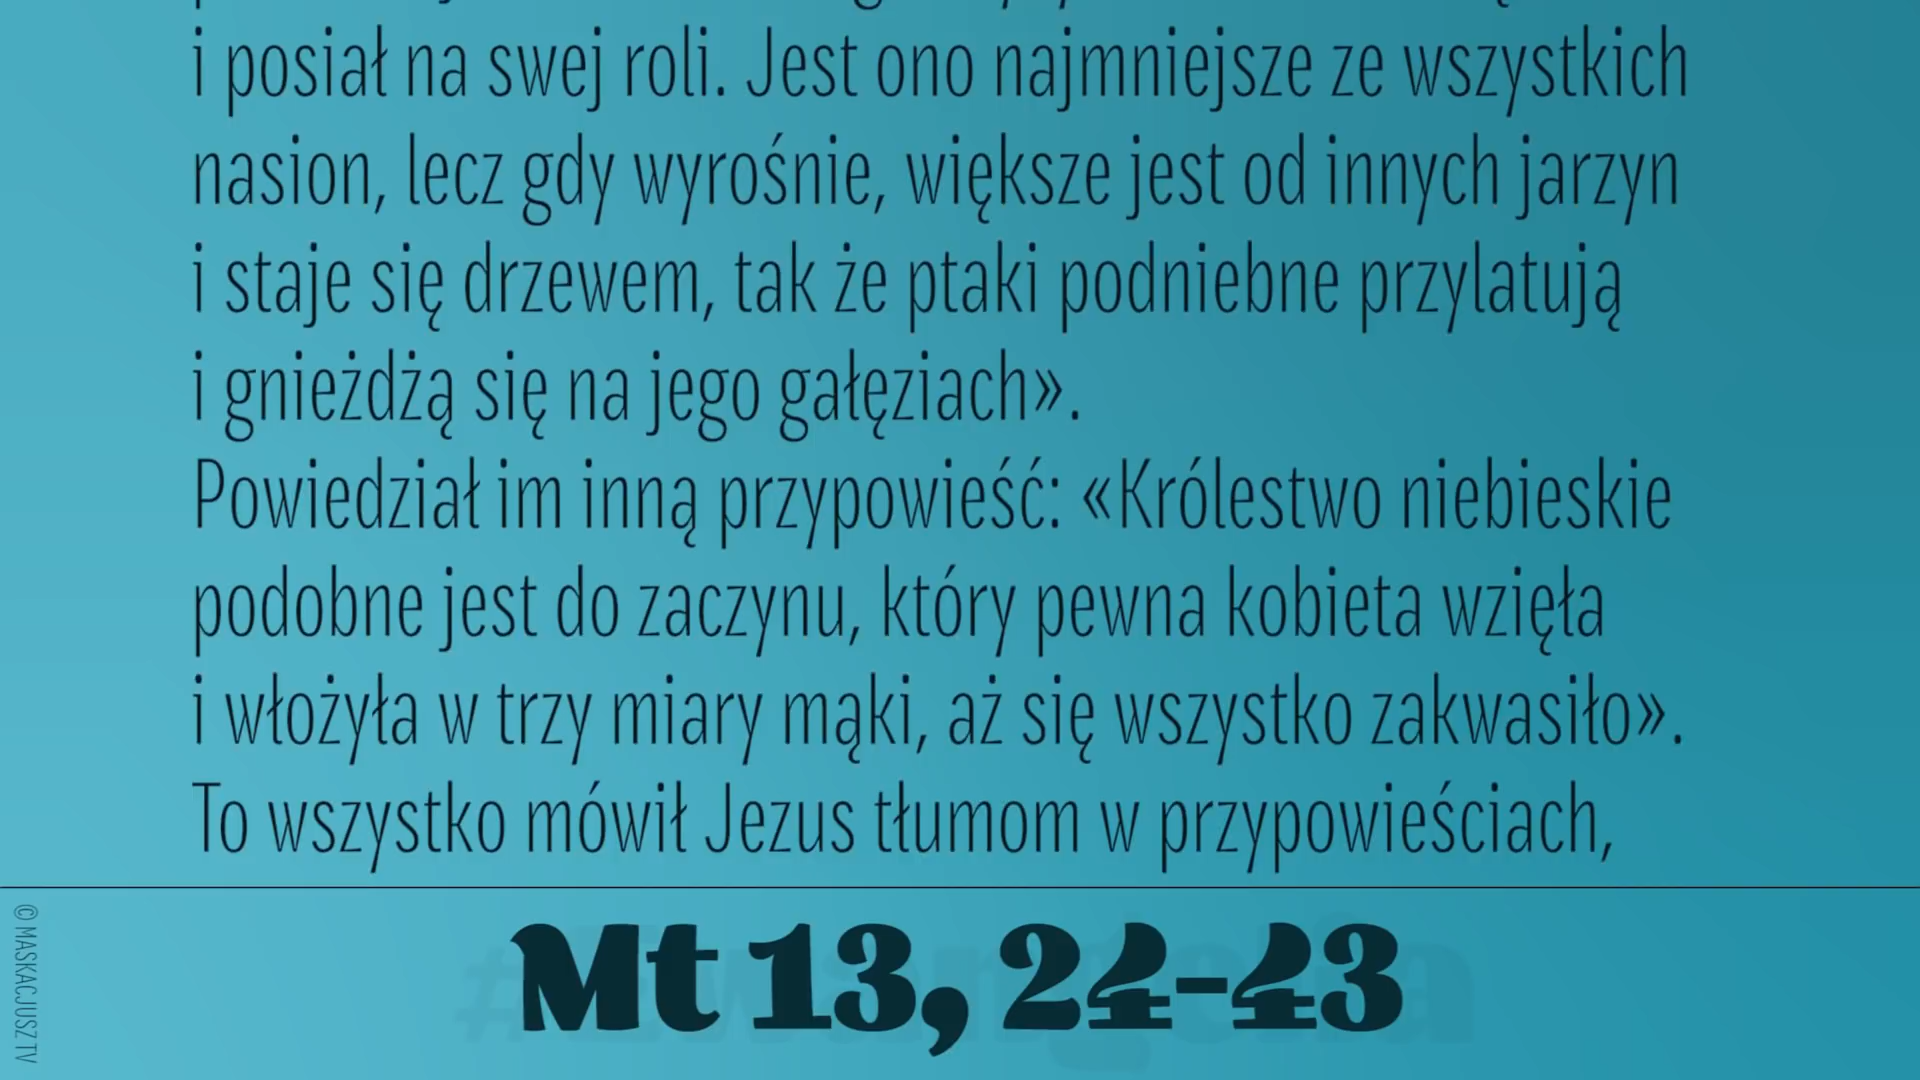 i posiał na swej roli. Jest ono najmniejsze ze wszystkich
nasion, lecz gdy wyrośnie, większe jest od innych jarzyn
i staje się drzewem, tak że ptaki podniebne przylatują
i gnieżdżą się na jego gałęziach».
Powiedział im inną przypowieść: «Królestwo niebieskie
podobne jest do zaczynu, który pewna kobieta wzięła
i włożyła w trzy miary mąki, aż się wszystko zakwasiło».
To wszystko mówił Jezus tłumom w przypowieściach,
Mt 13, 24-43
© MASKACJUSZ TV